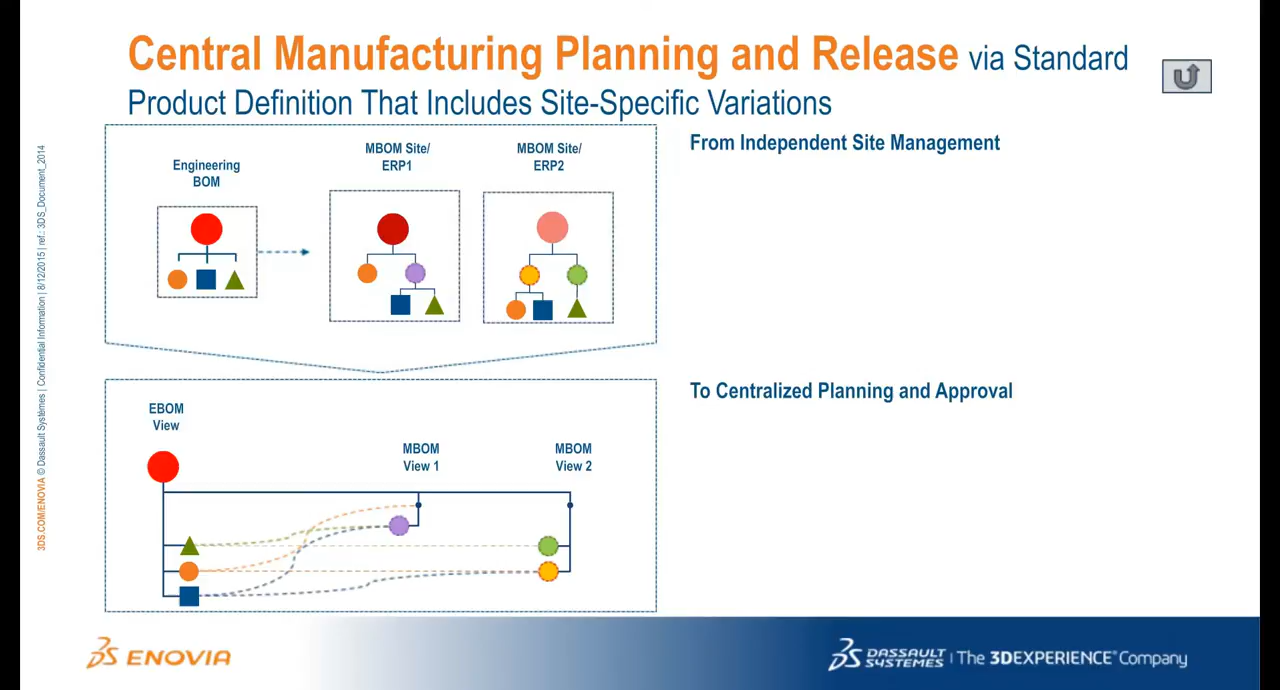 Central Manufacturing Planning and Release via Standard
Product Definition That Includes Site-Specific Variations
From Independent Site Management
Engineering
BOM
MBOM Site/
ERP1
MBOM Site/
ERP2
To Centralized Planning and Approval
EBOM
View
MBOM
View 1
MBOM
View 2
3DS.COM/ENOVIA © Dassault Systèmes | Confidential Information | 8/12/2015 | ref.: 3DS_Document_2014
ENOVIA
DASSAULT
SYSTEMES | The 3DEXPERIENCE® Company